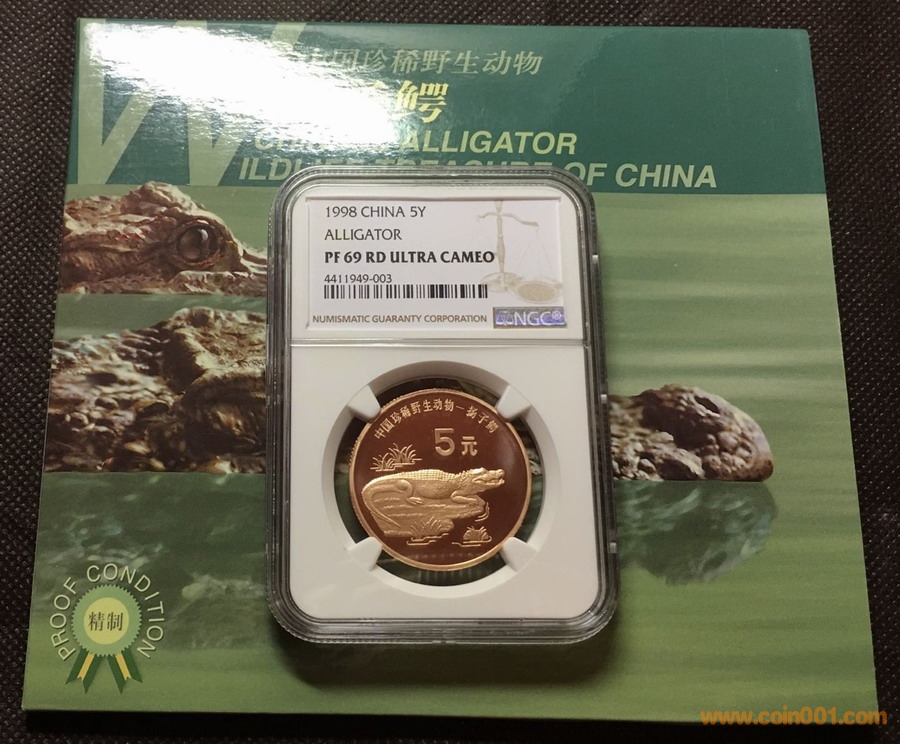 国珍稀野生动物
鳄
ALLIGATOR
OF CHINA
1998 CHINA 5Y
ALLIGATOR
PF 69 RD ULTRA CAMEO
4411949-003
NUMISMATIC GUARANTY CORPORATION
NGC®
中国珍稀野生动物—扬子鳄
5元
PROOF CONDITION
精制
www.coin001.com